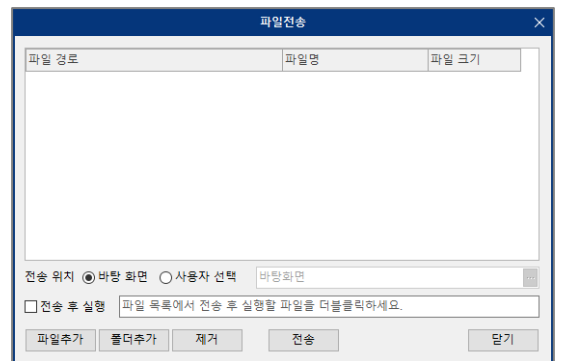 파일전송
파일 경로 파일명 파일 크기
전송 위치 바탕 화면 사용자 선택 바탕화면 ...
전송 후 실행 파일 목록에서 전송 후 실행할 파일을 더블클릭하세요.
파일추가 폴더추가 제거 전송 닫기